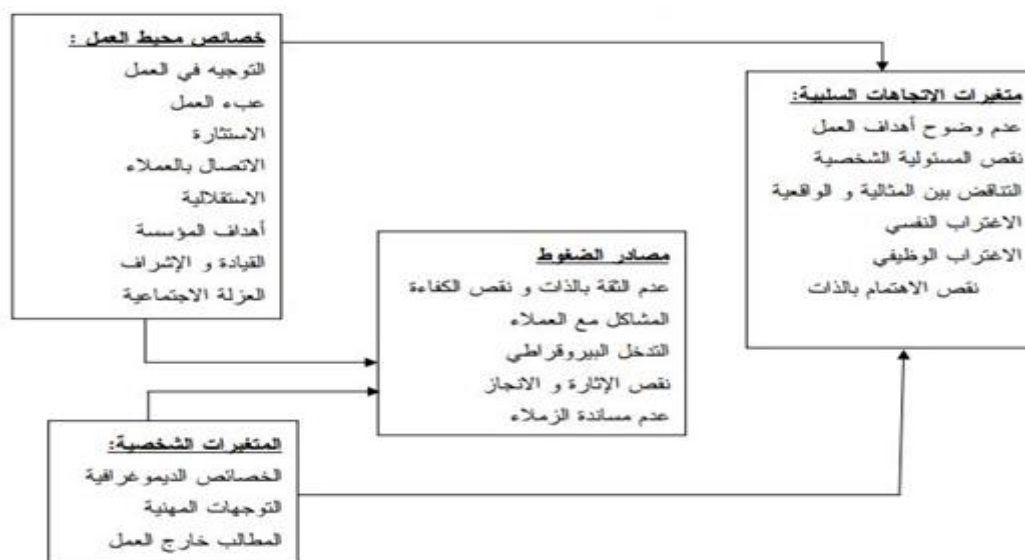 خصائص محيط العمل :
التوجيه في العمل
عبء العمل
الاستثارة
الاتصال بالعملاء
الاستقلالية
أهداف المؤسسة
القيادة و الإشراف
العزلة الاجتماعية
متغيرات الاتجاهات السلبية:
عدم وضوح أهداف العمل
نقص المسئولية الشخصية
التناقض بين المثالية و الواقعية
الاغتراب النفسي
الاغتراب الوظيفي
نقص الاهتمام بالذات
مصادر الضغوط
عدم الثقة بالذات و نقص الكفاءة
المشاكل مع العملاء
التدخل البيروقراطي
نقص الإثارة و الانجاز
عدم مساندة الزملاء
المتغيرات الشخصية:
الخصائص الديموغرافية
التوجهات المهنية
المطالب خارج العمل